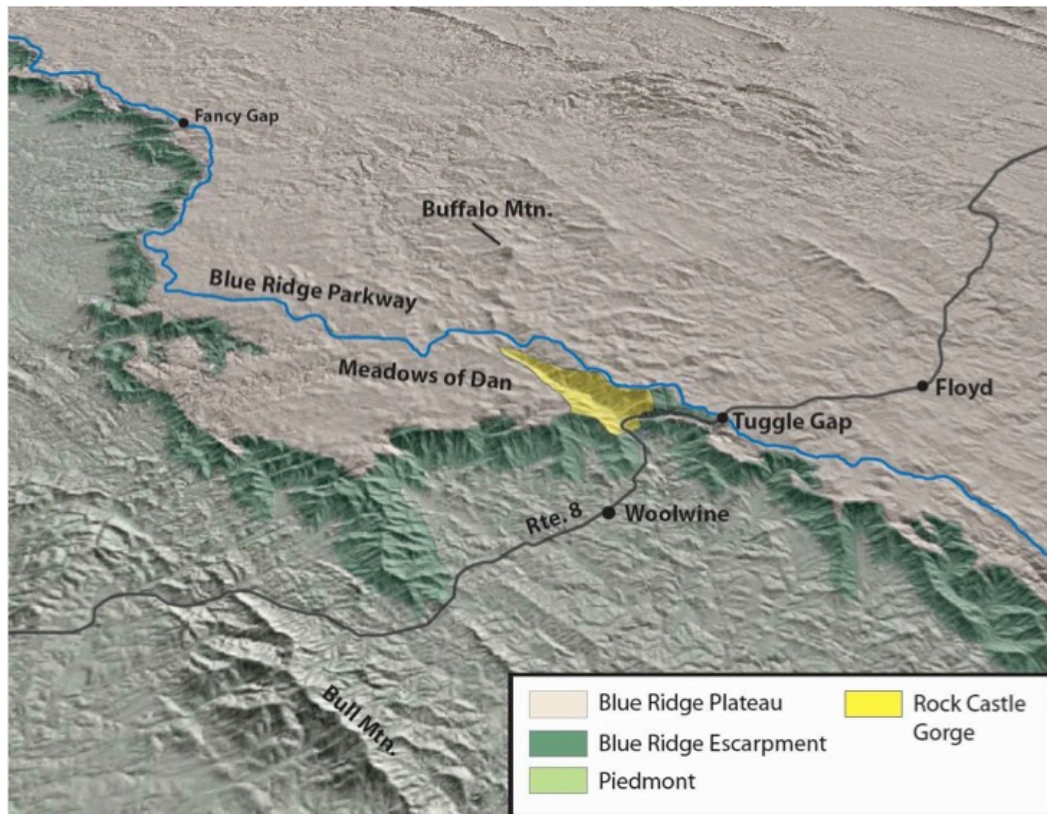 Fancy Gap
Buffalo Mtn.
Blue Ridge Parkway
Meadows of Dan
Floyd
Tuggle Gap
Rte. 8
Woolwine
Bull Mtn.
Blue Ridge Plateau
Rock Castle
Gorge
Blue Ridge Escarpment
Piedmont